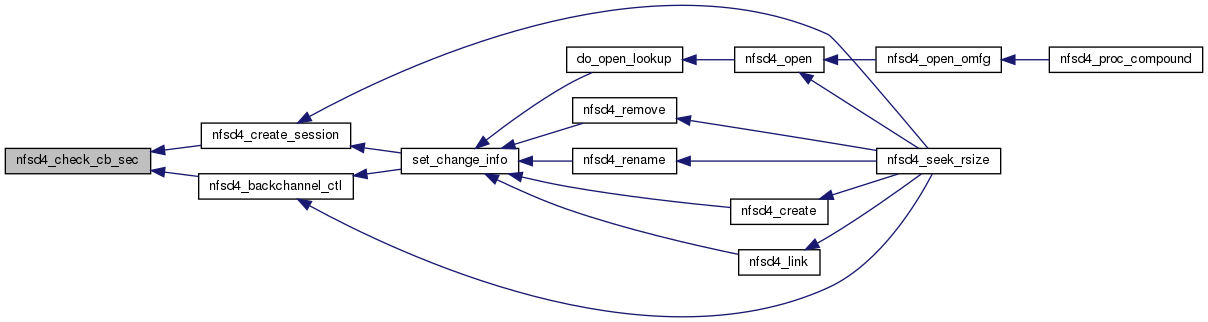 nfsd4_check_cb_sec
nfsd4_create_session
nfsd4_backchannel_ctl
set_change_info
do_open_lookup
nfsd4_remove
nfsd4_rename
nfsd4_create
nfsd4_link
nfsd4_open
nfsd4_open_omfg
nfsd4_seek_rsize
nfsd4_proc_compound